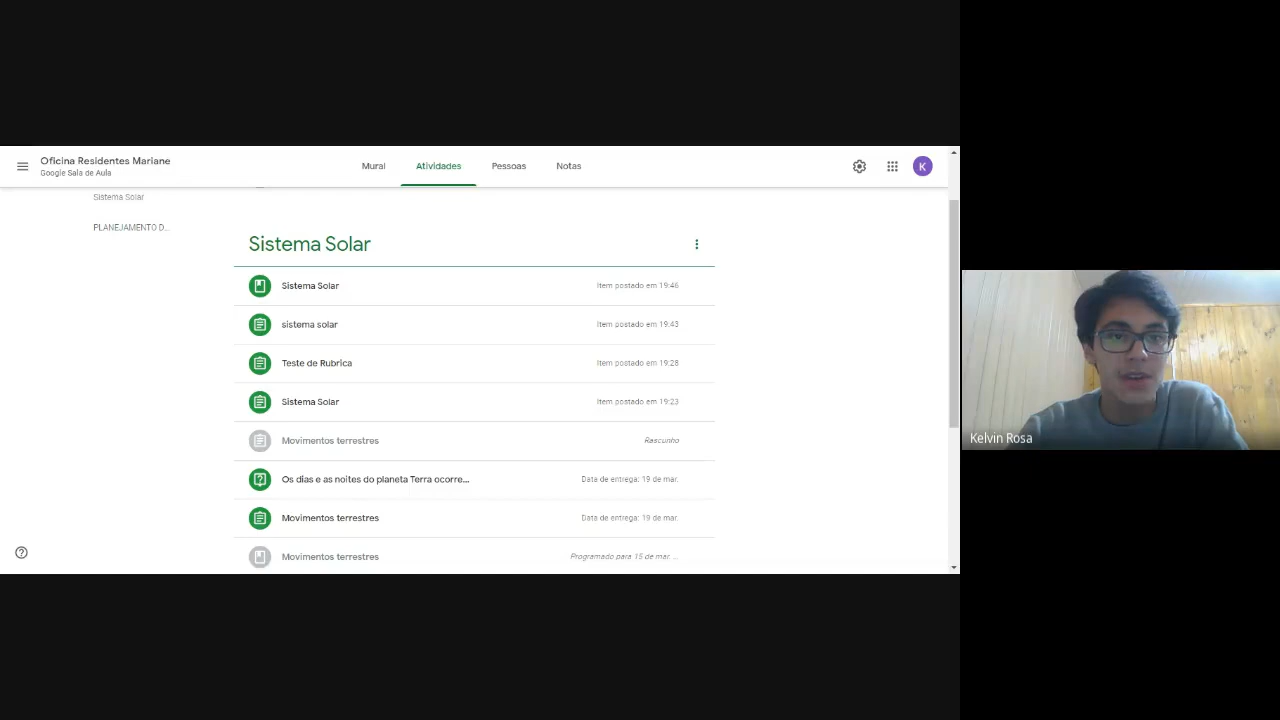 Oficina Residentes Mariane
Google Sala de Aula
Mural
Atividades
Pessoas
Notas
K
Sistema Solar
PLANEJAMENTO D...
Sistema Solar
Sistema Solar
Item postado em 19:46
sistema solar
Item postado em 19:43
Teste de Rubrica
Item postado em 19:28
Sistema Solar
Item postado em 19:23
Movimentos terrestres
Rascunho
Os dias e as noites do planeta Terra ocorre...
Data de entrega: 19 de mar.
Movimentos terrestres
Data de entrega: 19 de mar.
Movimentos terrestres
Programado para 15 de mar. ...
Kelvin Rosa